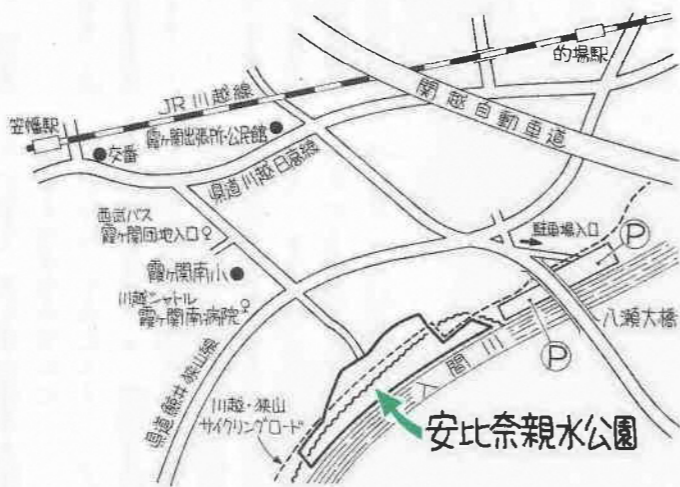 的場駅
関越自動車道
JR川越線
笠幡駅
霞ヶ関出張所・公民館
交番
県道川越日高線
西武バス
霞ヶ関団地入口
駐車場入口
P
霞ヶ関南小
川越シャトル
霞ヶ関南病院
八瀬大橋
P
入間川
県道鯨井狭山線
川越・狭山
サイクリングロード
安比奈親水公園